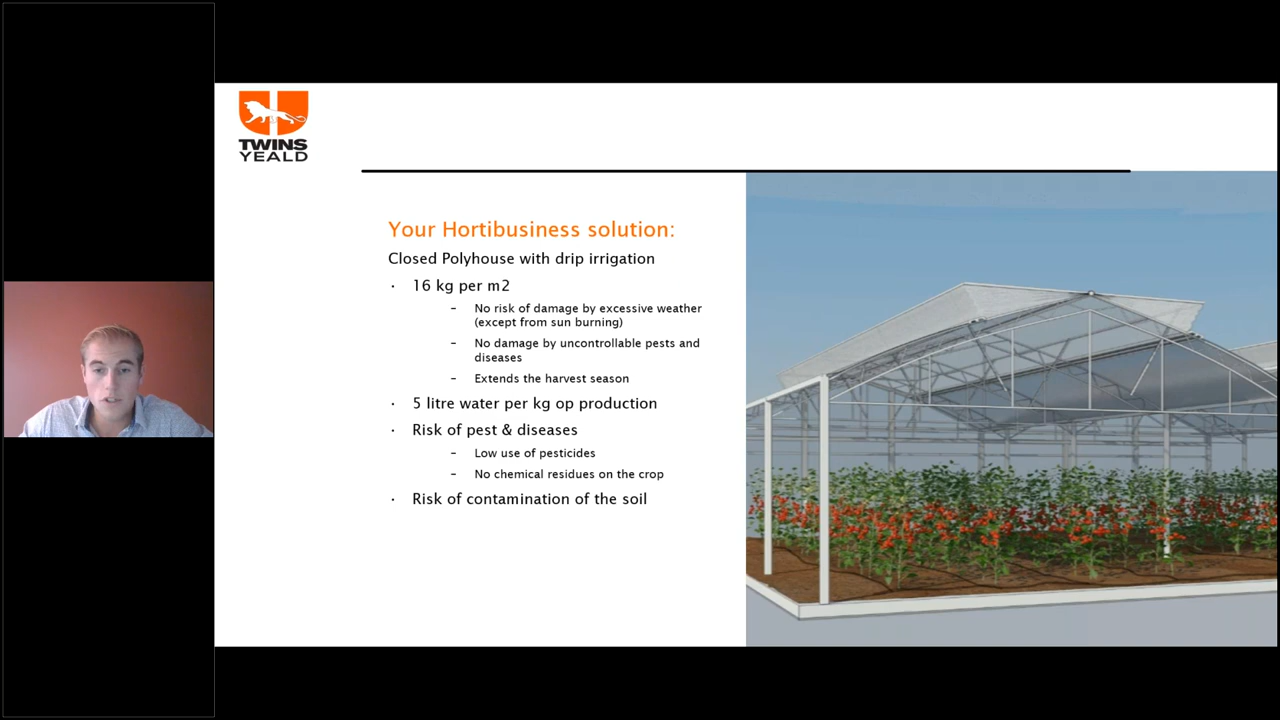 TWINS
YEALD
Your Hortibusiness solution:
Closed Polyhouse with drip irrigation
· 16 kg per m2
– No risk of damage by excessive weather
(except from sun burning)
– No damage by uncontrollable pests and
diseases
– Extends the harvest season
· 5 litre water per kg op production
· Risk of pest & diseases
– Low use of pesticides
– No chemical residues on the crop
· Risk of contamination of the soil